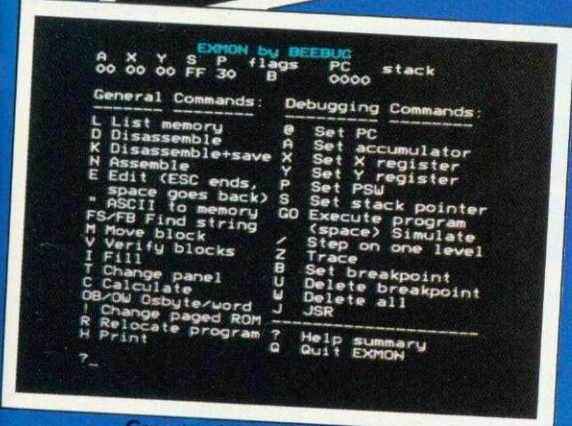 EXMON by BEEBUG
A X Y S P flags PC stack
00 00 00 FF 30 B 0000
General Commands: Debugging Commands:
L List memory @ Set PC
D Disassemble A Set accumulator
K Disassemble+save X Set X register
N Assemble Y Set Y register
E Edit (ESC ends, P Set PSW
space goes back) S Set stack pointer
" ASCII to memory GO Execute program
FS/FB Find string (space) Simulate
M Move block / Step on one level
V Verify blocks Z Trace
I Fill B Set breakpoint
T Change panel U Delete breakpoint
C Calculate W Delete all
OB/OW Osbyte/word J JSR
! Change paged ROM
R Relocate program ? Help summary
H Print Q Quit EXMON
?_